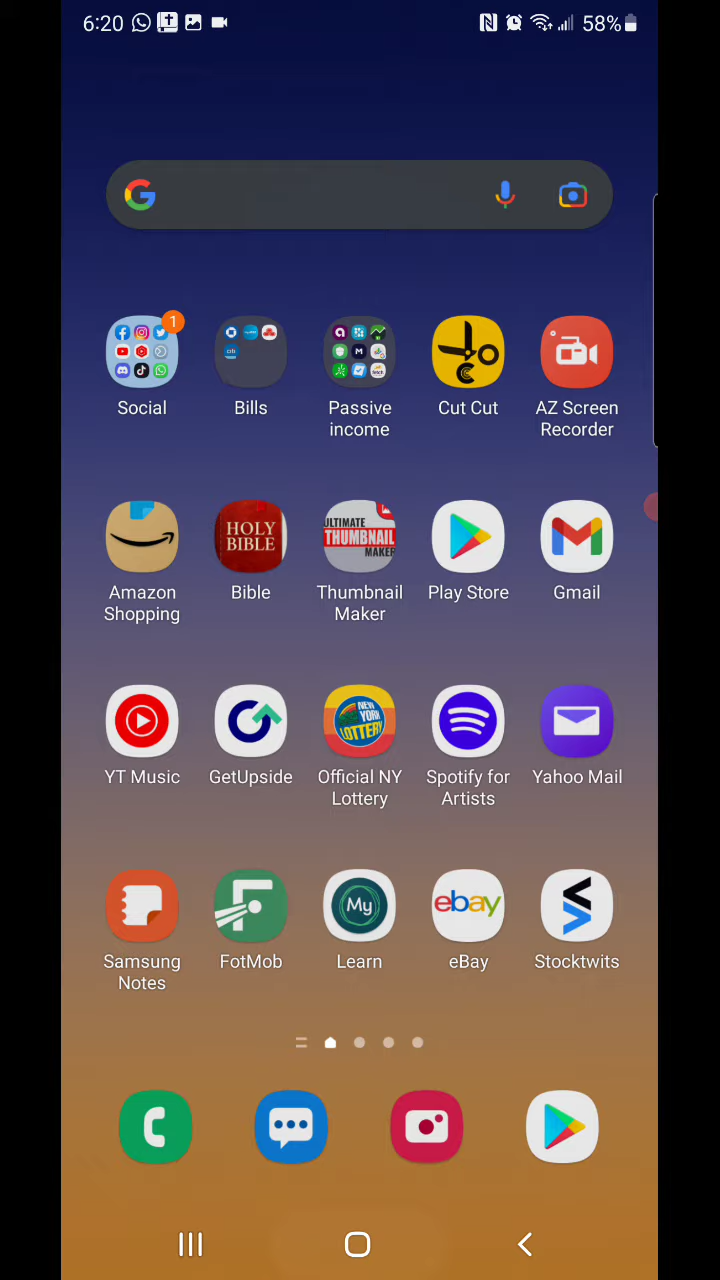 6:20
58%
1
Social
Bills
Passive
income
Cut Cut
AZ Screen
Recorder
HOLY
BIBLE
ULTIMATE
THUMBNAIL
MAKER
Amazon
Shopping
Bible
Thumbnail
Maker
Play Store
Gmail
NEW
YORK
LOTTERY
YT Music
GetUpside
Official NY
Lottery
Spotify for
Artists
Yahoo Mail
My
ebay
Samsung
Notes
FotMob
Learn
eBay
Stocktwits